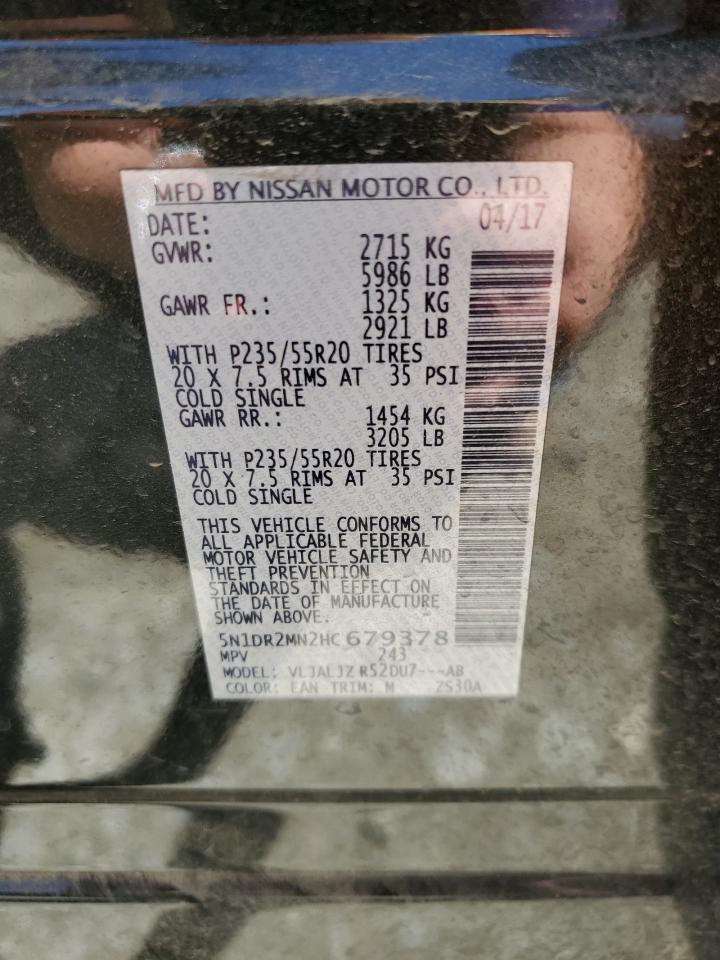 MFD BY NISSAN MOTOR CO., LTD.
DATE: 04/17
GVWR: 2715 KG
5986 LB
GAWR FR.: 1325 KG
2921 LB
WITH P235/55R20 TIRES
20 X 7.5 RIMS AT 35 PSI
COLD SINGLE
GAWR RR.: 1454 KG
3205 LB
WITH P235/55R20 TIRES
20 X 7.5 RIMS AT 35 PSI
COLD SINGLE
THIS VEHICLE CONFORMS TO
ALL APPLICABLE FEDERAL
MOTOR VEHICLE SAFETY AND
THEFT PREVENTION
STANDARDS IN EFFECT ON
THE DATE OF MANUFACTURE
SHOWN ABOVE.
5N1DR2MN2HC679378
MPV 243
MODEL: VLJALJZ R52DU7---AB
COLOR: EAN TRIM: M ZS30A